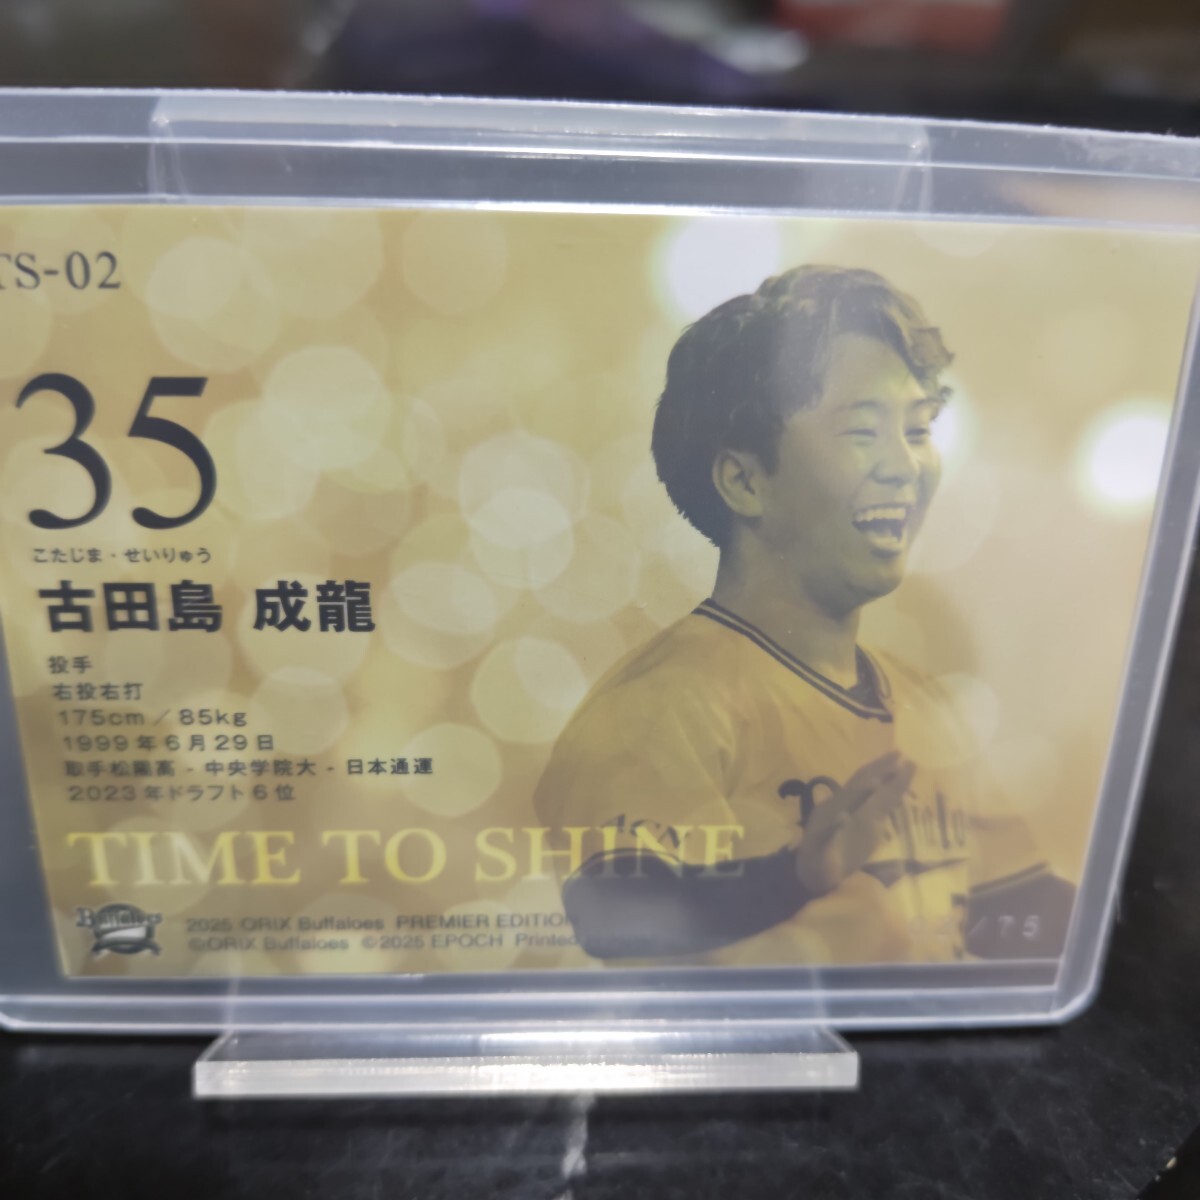 TS-02
35
こたじま・せいりゅう
古田島 成龍
投手
右投右打
175cm／85kg
1999年6月29日
取手松陽高 - 中央学院大 - 日本通運
2023年ドラフト6位
TIME TO SHINE
Buffaloes
2025 ORIX Buffaloes PREMIER EDITION
©ORIX Buffaloes ©2025 EPOCH Printed
/75